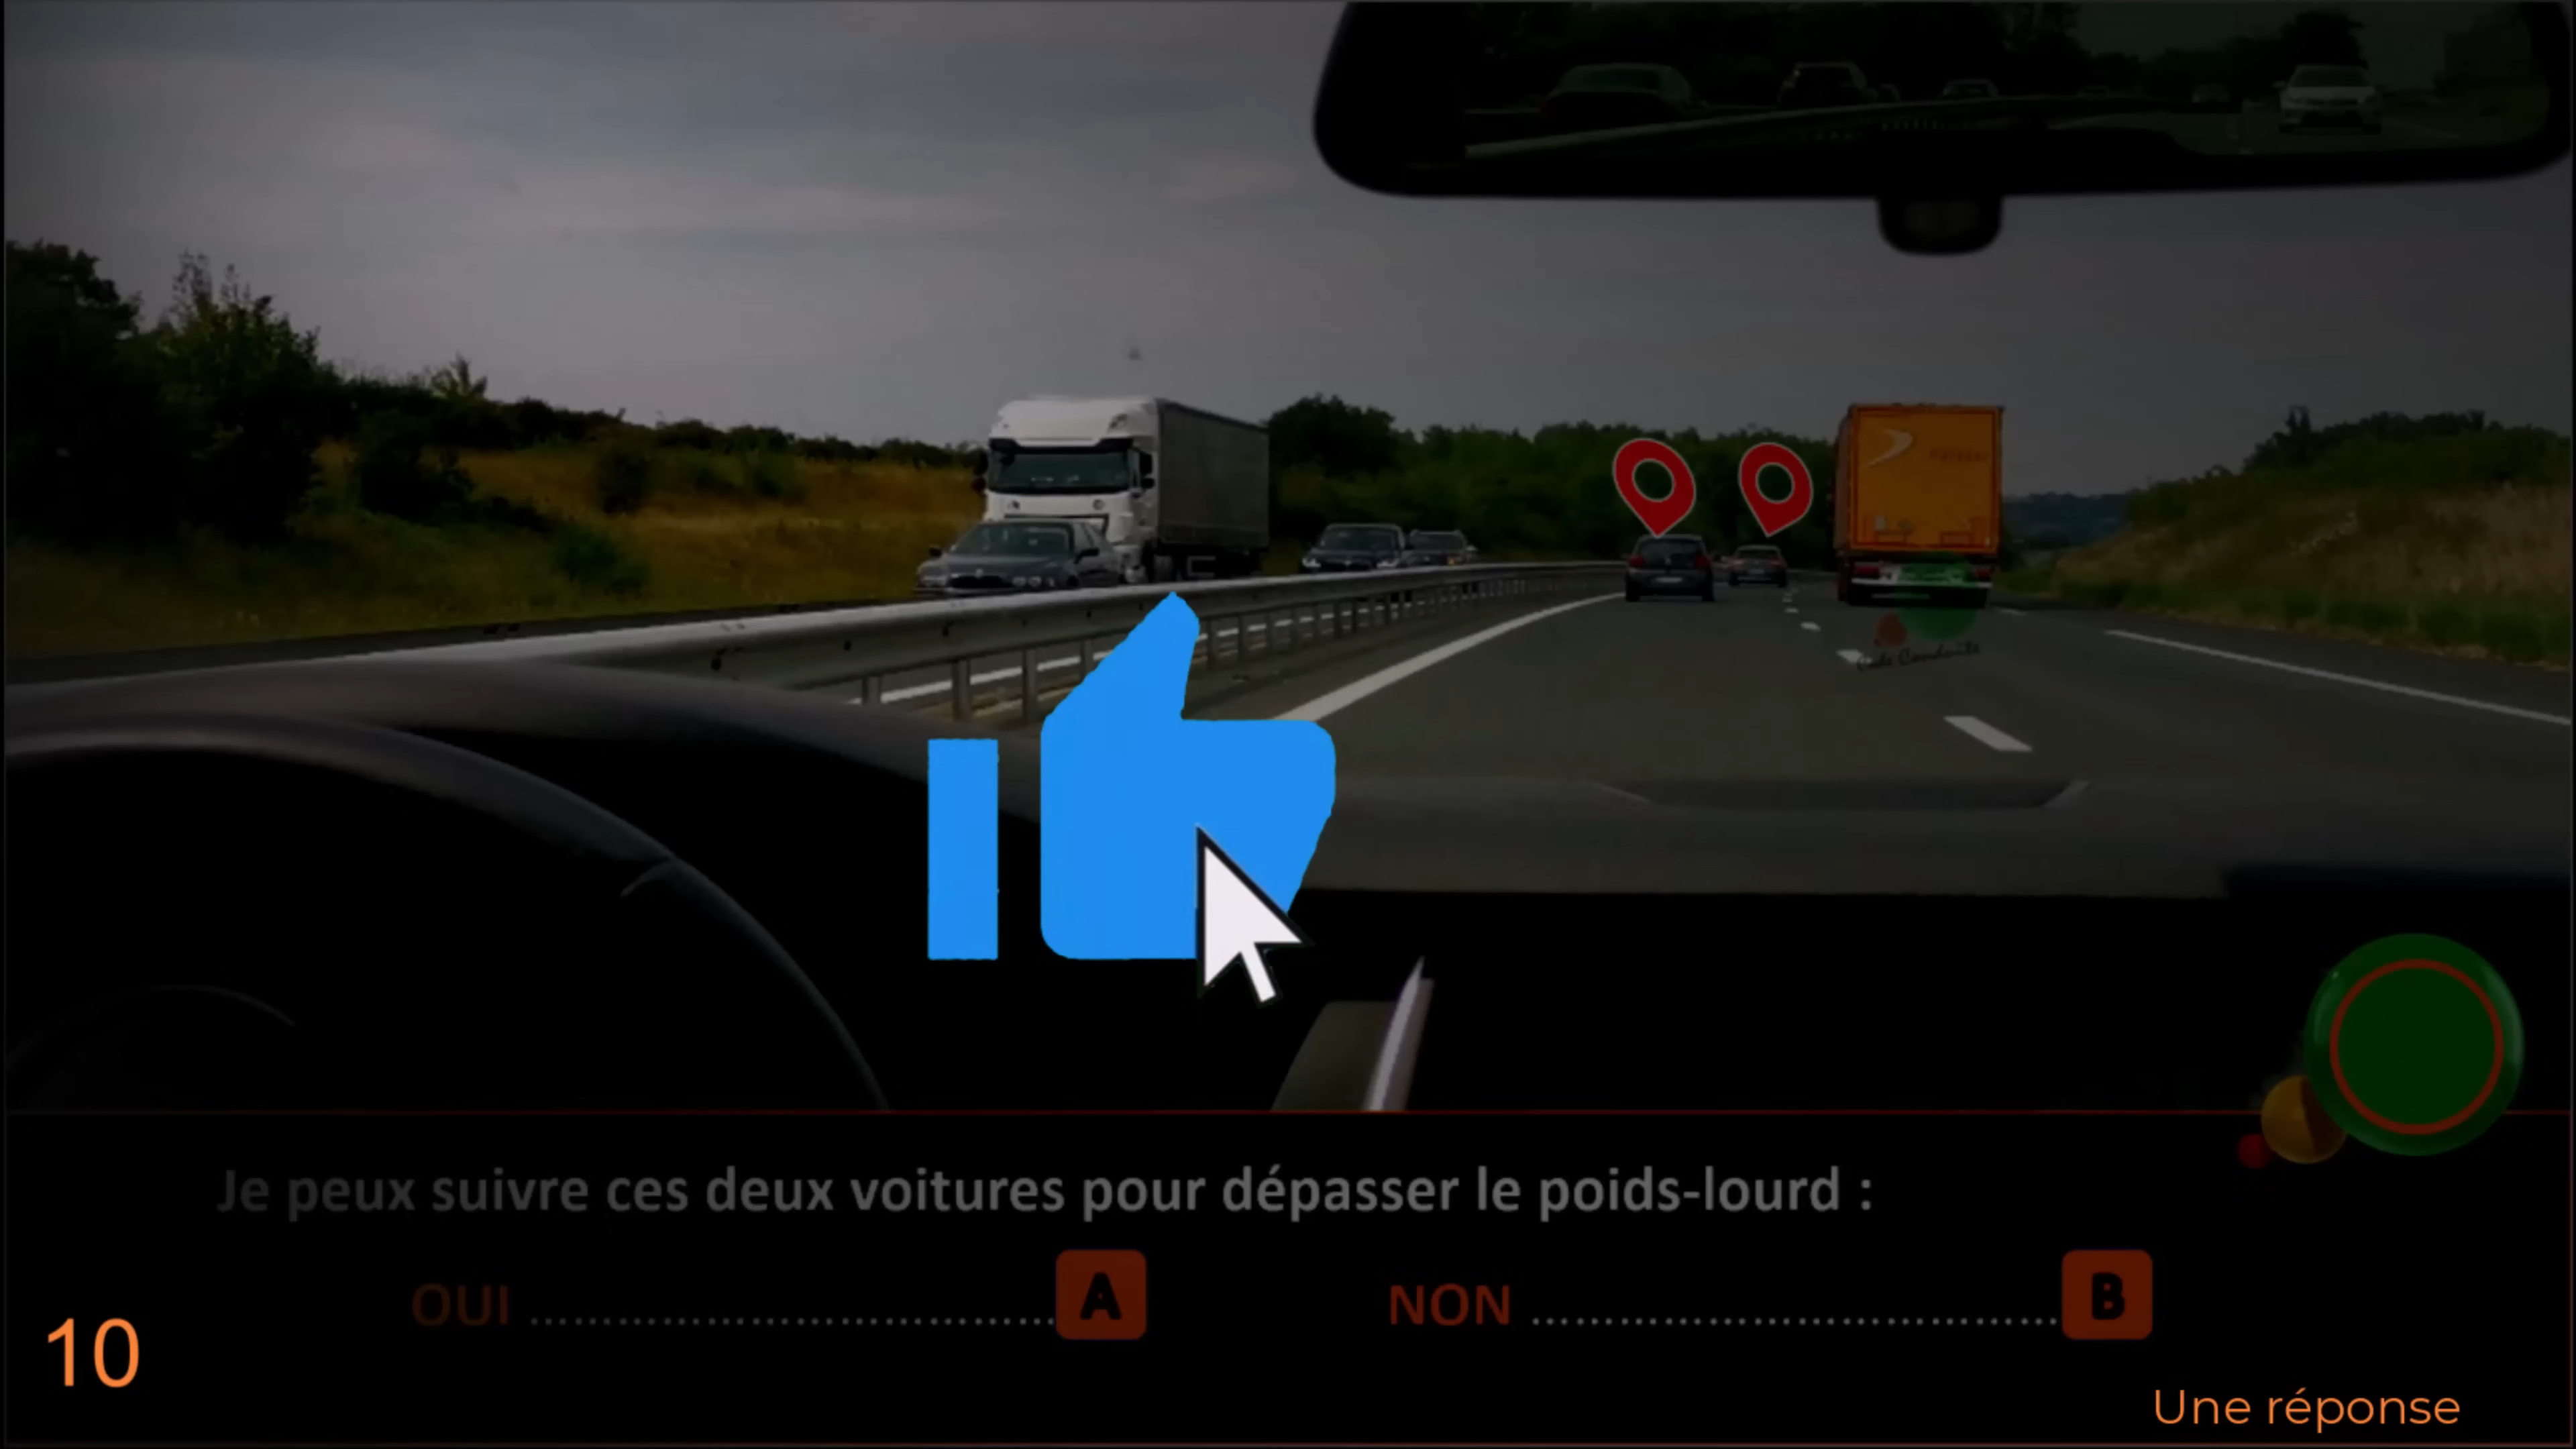 Je peux suivre ces deux voitures pour dépasser le poids-lourd :
OUI ........................................ A
NON ........................................ B
10
Une réponse